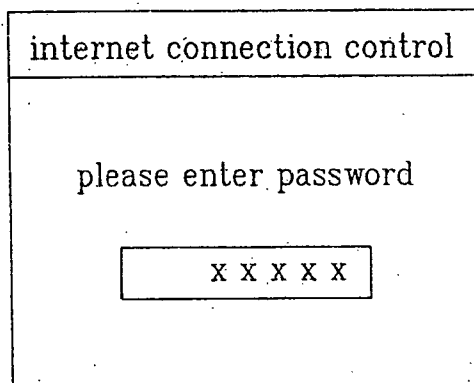 internet connection control
please enter password
x x x x x